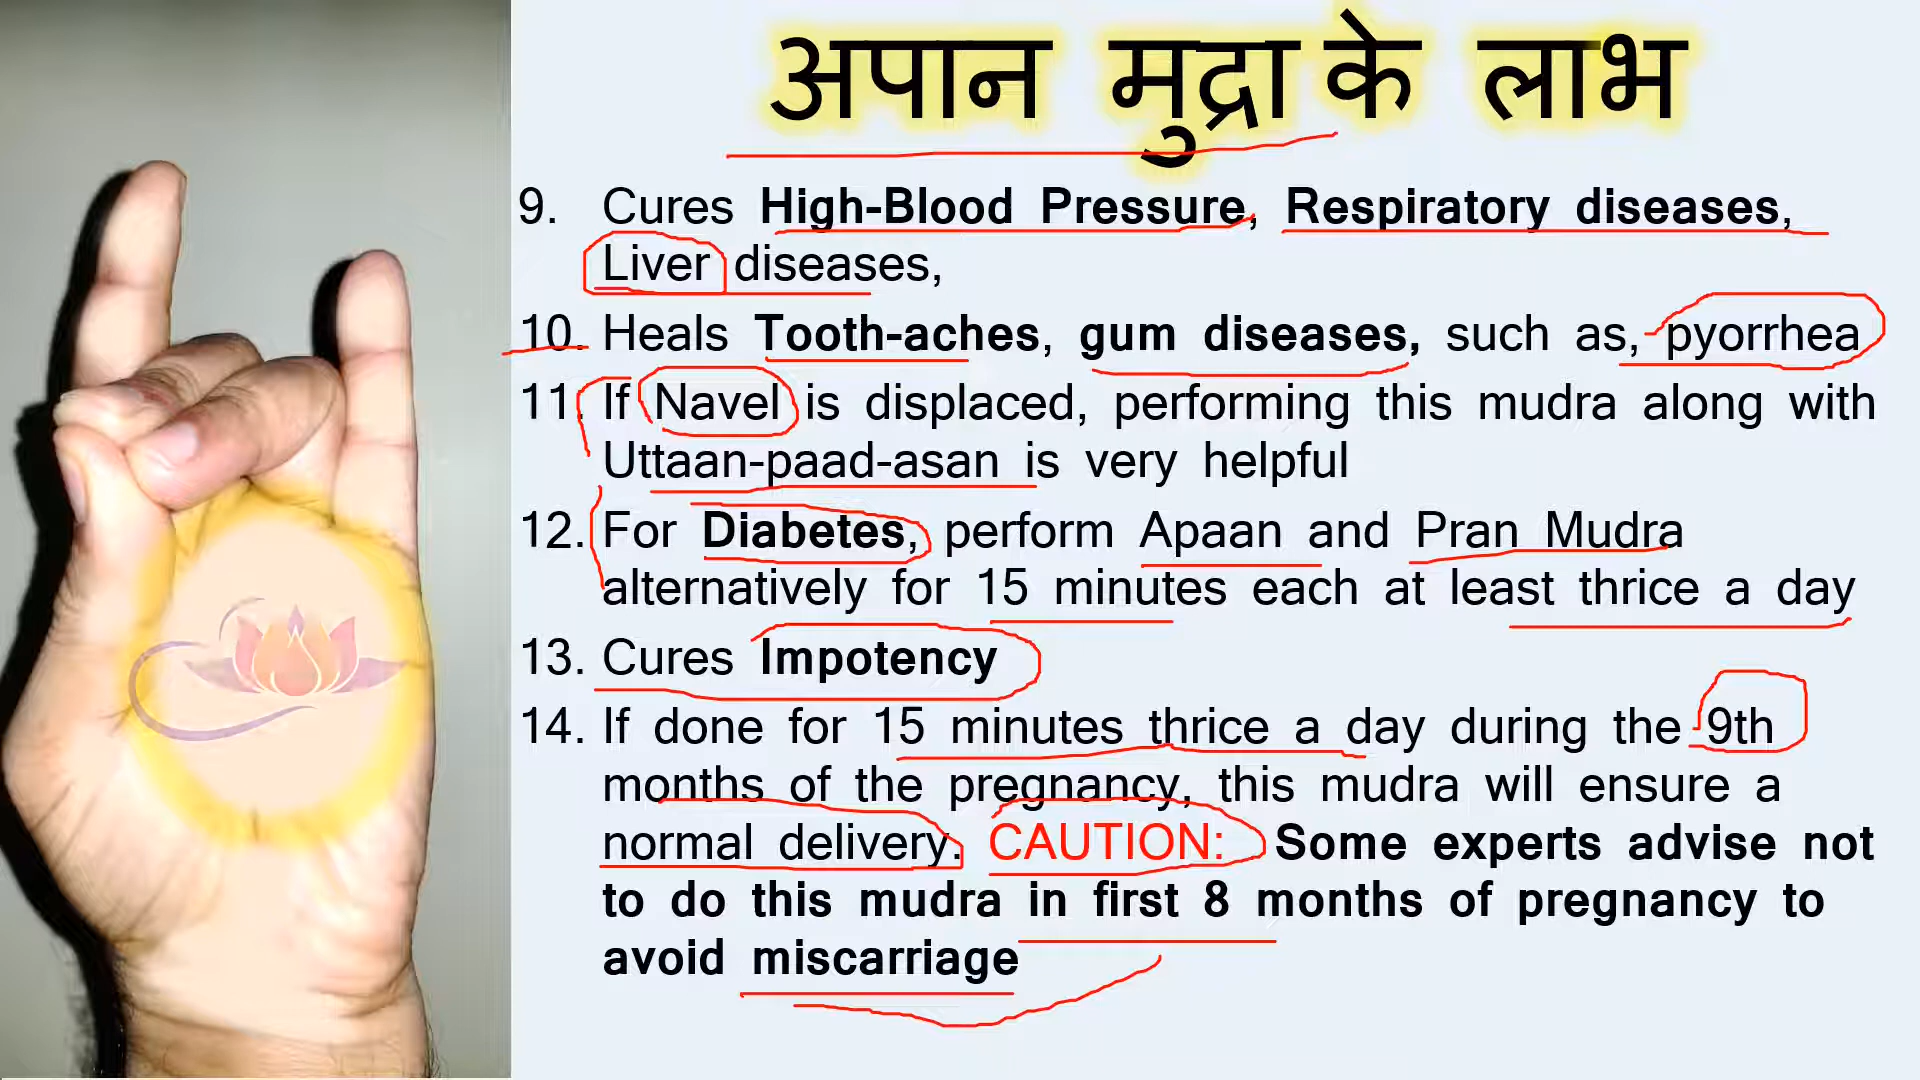 अपान मुद्रा के लाभ
9. Cures High-Blood Pressure, Respiratory diseases,
Liver diseases,
10. Heals Tooth-aches, gum diseases, such as, pyorrhea
11. If Navel is displaced, performing this mudra along with
Uttaan-paad-asan is very helpful
12. For Diabetes, perform Apaan and Pran Mudra
alternatively for 15 minutes each at least thrice a day
13. Cures Impotency
14. If done for 15 minutes thrice a day during the 9th
months of the pregnancy, this mudra will ensure a
normal delivery. CAUTION: Some experts advise not
to do this mudra in first 8 months of pregnancy to
avoid miscarriage